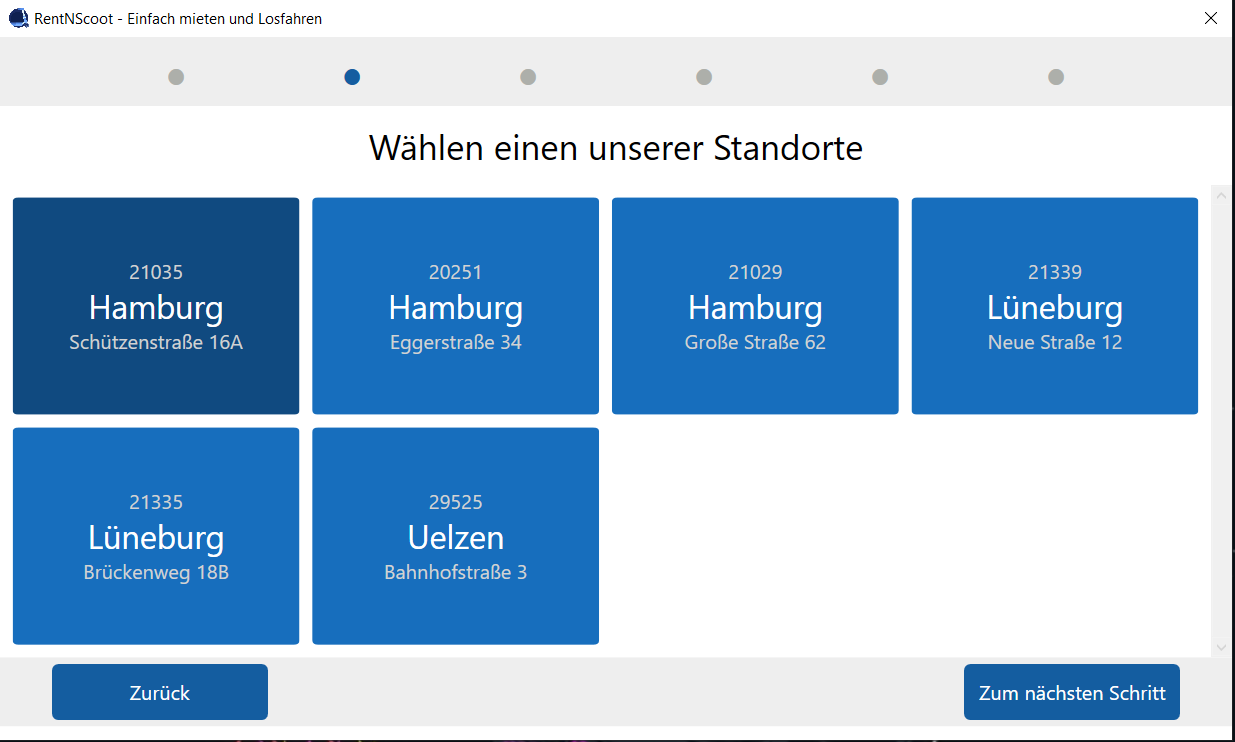 RentNScoot - Einfach mieten und Losfahren
Wählen einen unserer Standorte
21035
Hamburg
Schützenstraße 16A
20251
Hamburg
Eggerstraße 34
21029
Hamburg
Große Straße 62
21339
Lüneburg
Neue Straße 12
21335
Lüneburg
Brückenweg 18B
29525
Uelzen
Bahnhofstraße 3
Zurück
Zum nächsten Schritt